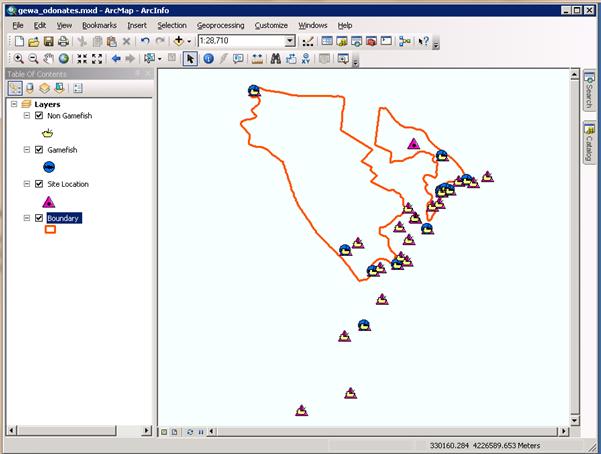 gewa_odonates.mxd - ArcMap - ArcInfo
File Edit View Bookmarks Insert Selection Geoprocessing Customize Windows Help
1:28,710
Table Of Contents
Layers
Non Gamefish
Gamefish
Site Location
Boundary
Search
Catalog
330160.284 4226589.653 Meters